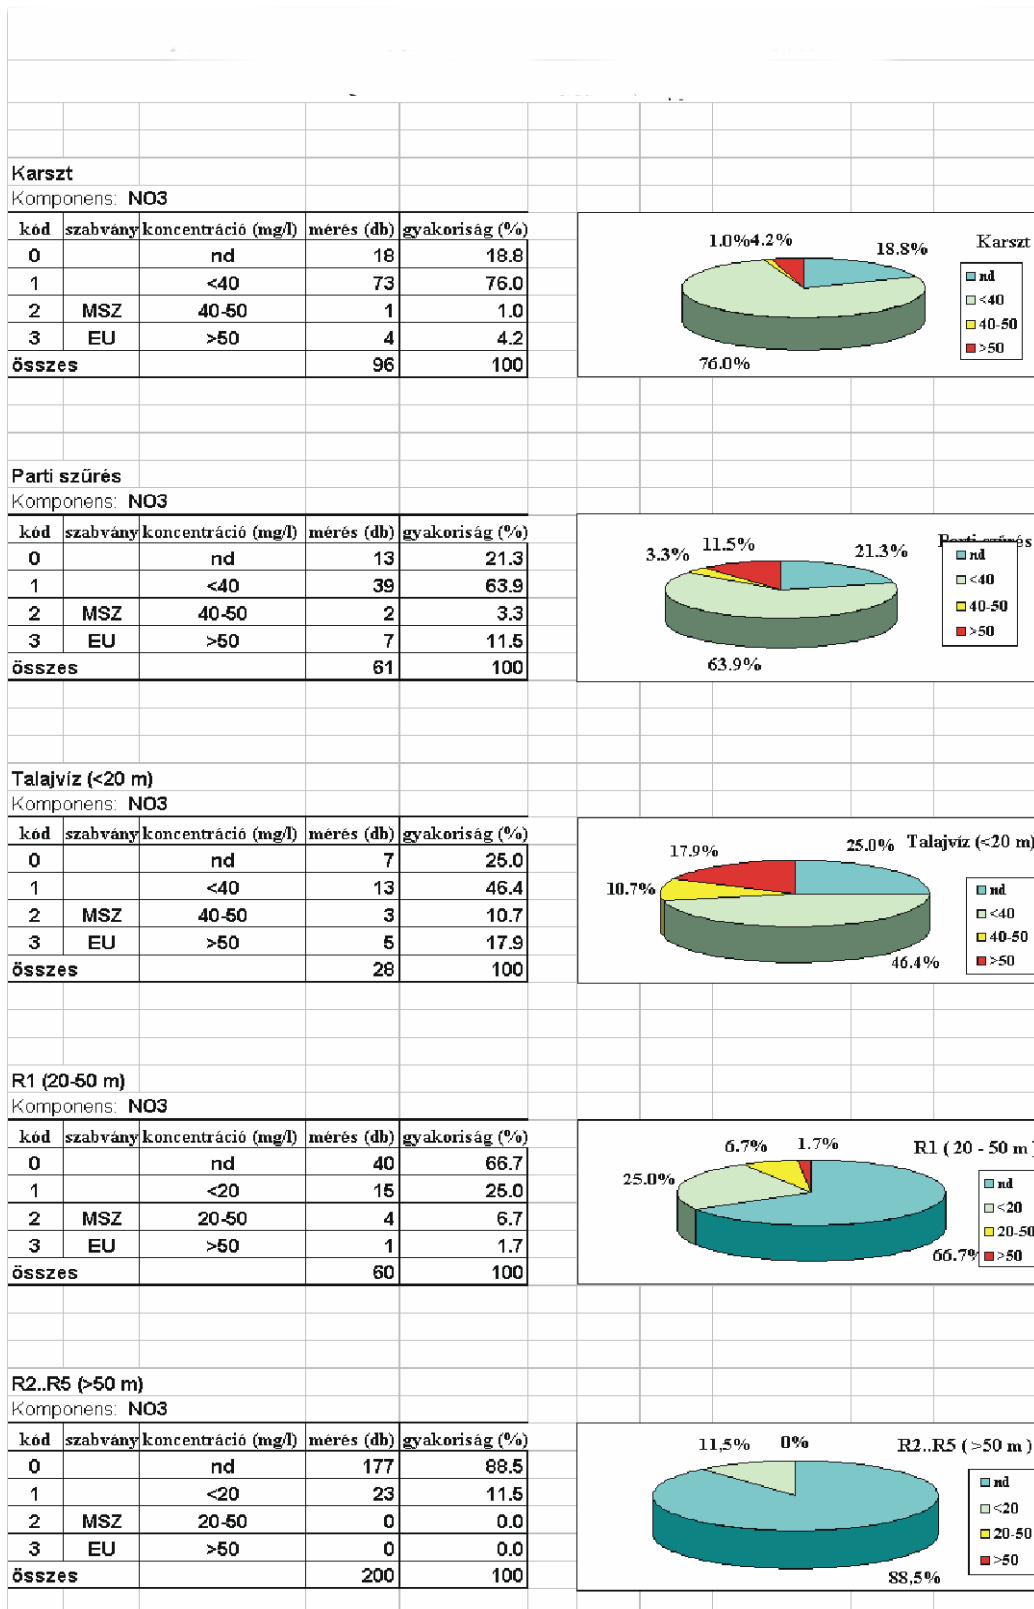 Karszt
Komponens: NO3
kód szabvány koncentráció (mg/l) mérés (db) gyakoriság (%)
0 nd 18 18.8
1 <40 73 76.0
2 MSZ 40-50 1 1.0
3 EU >50 4 4.2
összes 96 100
1.0% 4.2% 18.8% Karszt
nd
<40
40-50
>50
76.0%
Parti szűrés
Komponens: NO3
kód szabvány koncentráció (mg/l) mérés (db) gyakoriság (%)
0 nd 13 21.3
1 <40 39 63.9
2 MSZ 40-50 2 3.3
3 EU >50 7 11.5
összes 61 100
3.3% 11.5% 21.3% Parti szűrés
nd
<40
40-50
>50
63.9%
Talajvíz (<20 m)
Komponens: NO3
kód szabvány koncentráció (mg/l) mérés (db) gyakoriság (%)
0 nd 7 25.0
1 <40 13 46.4
2 MSZ 40-50 3 10.7
3 EU >50 5 17.9
összes 28 100
17.9% 25.0% Talajvíz (<20 m)
10.7%
nd
<40
40-50
>50
46.4%
R1 (20-50 m)
Komponens: NO3
kód szabvány koncentráció (mg/l) mérés (db) gyakoriság (%)
0 nd 40 66.7
1 <20 15 25.0
2 MSZ 20-50 4 6.7
3 EU >50 1 1.7
összes 60 100
6.7% 1.7% R1 ( 20 - 50 m )
25.0%
nd
<20
20-50
>50
66.7%
R2..R5 (>50 m)
Komponens: NO3
kód szabvány koncentráció (mg/l) mérés (db) gyakoriság (%)
0 nd 177 88.5
1 <20 23 11.5
2 MSZ 20-50 0 0.0
3 EU >50 0 0.0
összes 200 100
11,5% 0% R2..R5 ( >50 m )
nd
<20
20-50
>50
88,5%